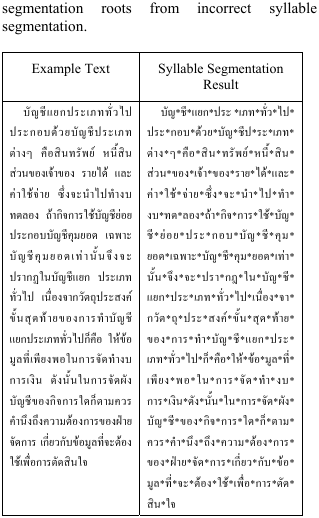 segmentation roots from incorrect syllable
segmentation.
Example Text
Syllable Segmentation
Result
บัญชีแยกประเภททั่วไป
ประกอบด้วยบัญชีประเภท
ต่างๆ คือสินทรัพย์ หนี้สิน
ส่วนของเจ้าของ รายได้ และ
ค่าใช้จ่าย ซึ่งจะนำไปทำงบ
ทดลอง ถ้ากิจการใช้บัญชีย่อย
ประกอบบัญชีคุมยอด เฉพาะ
บัญชีคุมยอดเท่านั้นจึงจะ
ปรากฏในบัญชีแยก ประเภท
ทั่วไป เนื่องจากวัตถุประสงค์
ขั้นสุดท้ายของการทำบัญชี
แยกประเภททั่วไปก็คือ ให้ข้อ
มูลที่เพียงพอในการจัดทำงบ
การเงิน ดังนั้นในการจัดผัง
บัญชีของกิจการใดก็ตามควร
คำนึงถึงความต้องการของฝ่าย
จัดการ เกี่ยวกับข้อมูลที่จะต้อง
ใช้เพื่อการตัดสินใจ
บัญ*ชี*แยก*ประ*เภท*ทั่ว*ไป*
ประ*กอบ*ด้วย*บัญ*ชีป*ระ*เภท*
ต่าง*ๆ*คือ*สิน*ทรัพย์*หนี้*สิน*
ส่วน*ของ*เจ้า*ของ*ราย*ได้*และ*
ค่า*ใช้*จ่าย*ซึ่ง*จะ*นำ*ไป*ทำ*
งบ*ทด*ลอง*ถ้า*กิจ*การ*ใช้*บัญ*
ชี*ย่อย*ประ*กอบ*บัญ*ชี*คุม*
ยอด*เฉพาะ*บัญ*ชี*คุม*ยอด*เท่า*
นั้น*จึง*จะ*ปรา*กฏ*ใน*บัญ*ชี*
แยก*ประ*เภท*ทั่ว*ไป*เนื่อง*จา*
กวัต*ถุ*ประ*สงค์*ขั้น*สุด*ท้าย*
ของ*การ*ทำ*บัญ*ชี*แยก*ประ*
เภท*ทั่ว*ไป*ก็*คือ*ให้*ข้อ*มูล*ที่*
เพียง*พอ*ใน*การ*จัด*ทำ*งบ*
การ*เงิน*ดัง*นั้น*ใน*การ*จัด*ผัง*
บัญ*ชี*ของ*กิจ*การ*ใด*ก็*ตาม*
ควร*คำ*นึง*ถึง*ความ*ต้อง*การ*
ของ*ฝ่าย*จัด*การ*เกี่ยว*กับ*ข้อ*
มูล*ที่*จะ*ต้อง*ใช้*เพื่อ*การ*ตัด*
สิน*ใจ